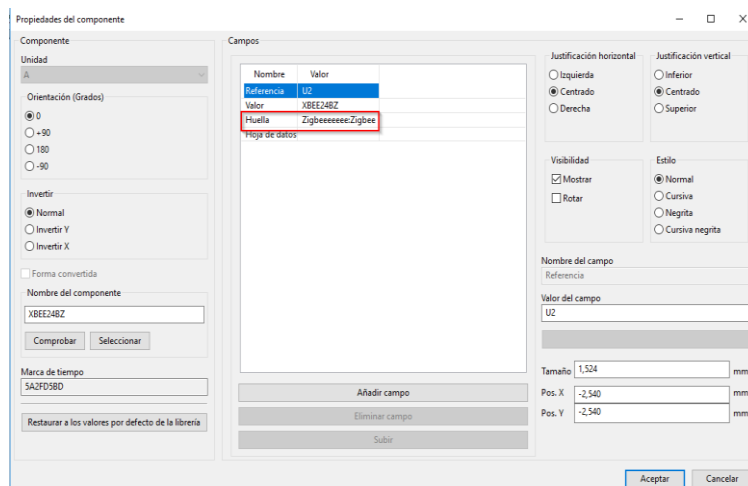 Propiedades del componente
Componente
Unidad
A
Orientación (Grados)
0
+90
180
-90
Invertir
Normal
Invertir Y
Invertir X
Forma convertida
Nombre del componente
XBEE24BZ
Comprobar Seleccionar
Marca de tiempo
5A2FD5BD
Restaurar a los valores por defecto de la librería
Campos
Nombre Valor
Referencia U2
Valor XBEE24BZ
Huella Zigbeeeeeee:Zigbee
Hoja de datos
Añadir campo
Eliminar campo
Subir
Justificación horizontal
Izquierda
Centrado
Derecha
Justificación vertical
Inferior
Centrado
Superior
Visibilidad
Mostrar
Rotar
Estilo
Normal
Cursiva
Negrita
Cursiva negrita
Nombre del campo
Referencia
Valor del campo
U2
Tamaño 1,524 mm
Pos. X -2,540 mm
Pos. Y -2,540 mm
Aceptar Cancelar